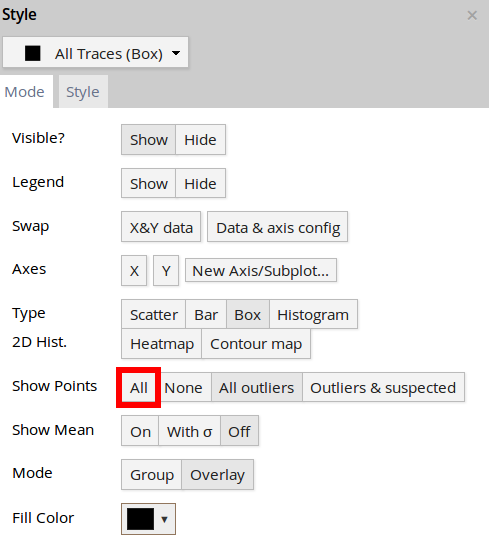 Style ×
All Traces (Box)
Mode Style
Visible? Show Hide
Legend Show Hide
Swap X&Y data Data & axis config
Axes X Y New Axis/Subplot...
Type Scatter Bar Box Histogram
2D Hist. Heatmap Contour map
Show Points All None All outliers Outliers & suspected
Show Mean On With σ Off
Mode Group Overlay
Fill Color